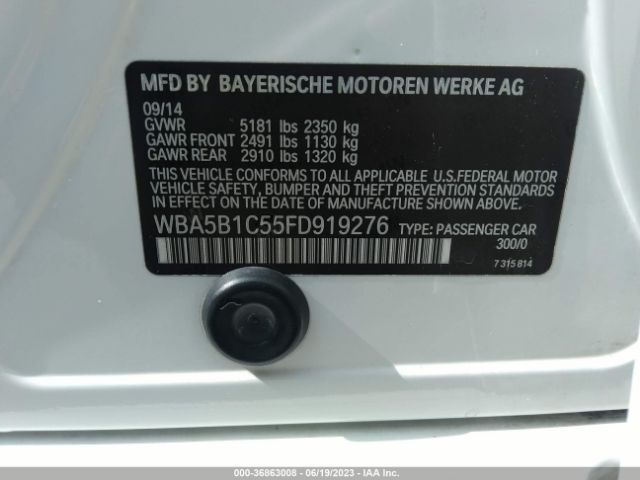 MFD BY BAYERISCHE MOTOREN WERKE AG
09/14
GVWR 5181 lbs 2350 kg
GAWR FRONT 2491 lbs 1130 kg
GAWR REAR 2910 lbs 1320 kg
THIS VEHICLE CONFORMS TO ALL APPLICABLE U.S.FEDERAL MOTOR
VEHICLE SAFETY, BUMPER AND THEFT PREVENTION STANDARDS
IN EFFECT ON THE DATE OF MANUFACTURE SHOWN ABOVE.
WBA5B1C55FD919276 TYPE: PASSENGER CAR
300/0
7 315 814
000-36863008 - 06/19/2023 - IAAI.COM